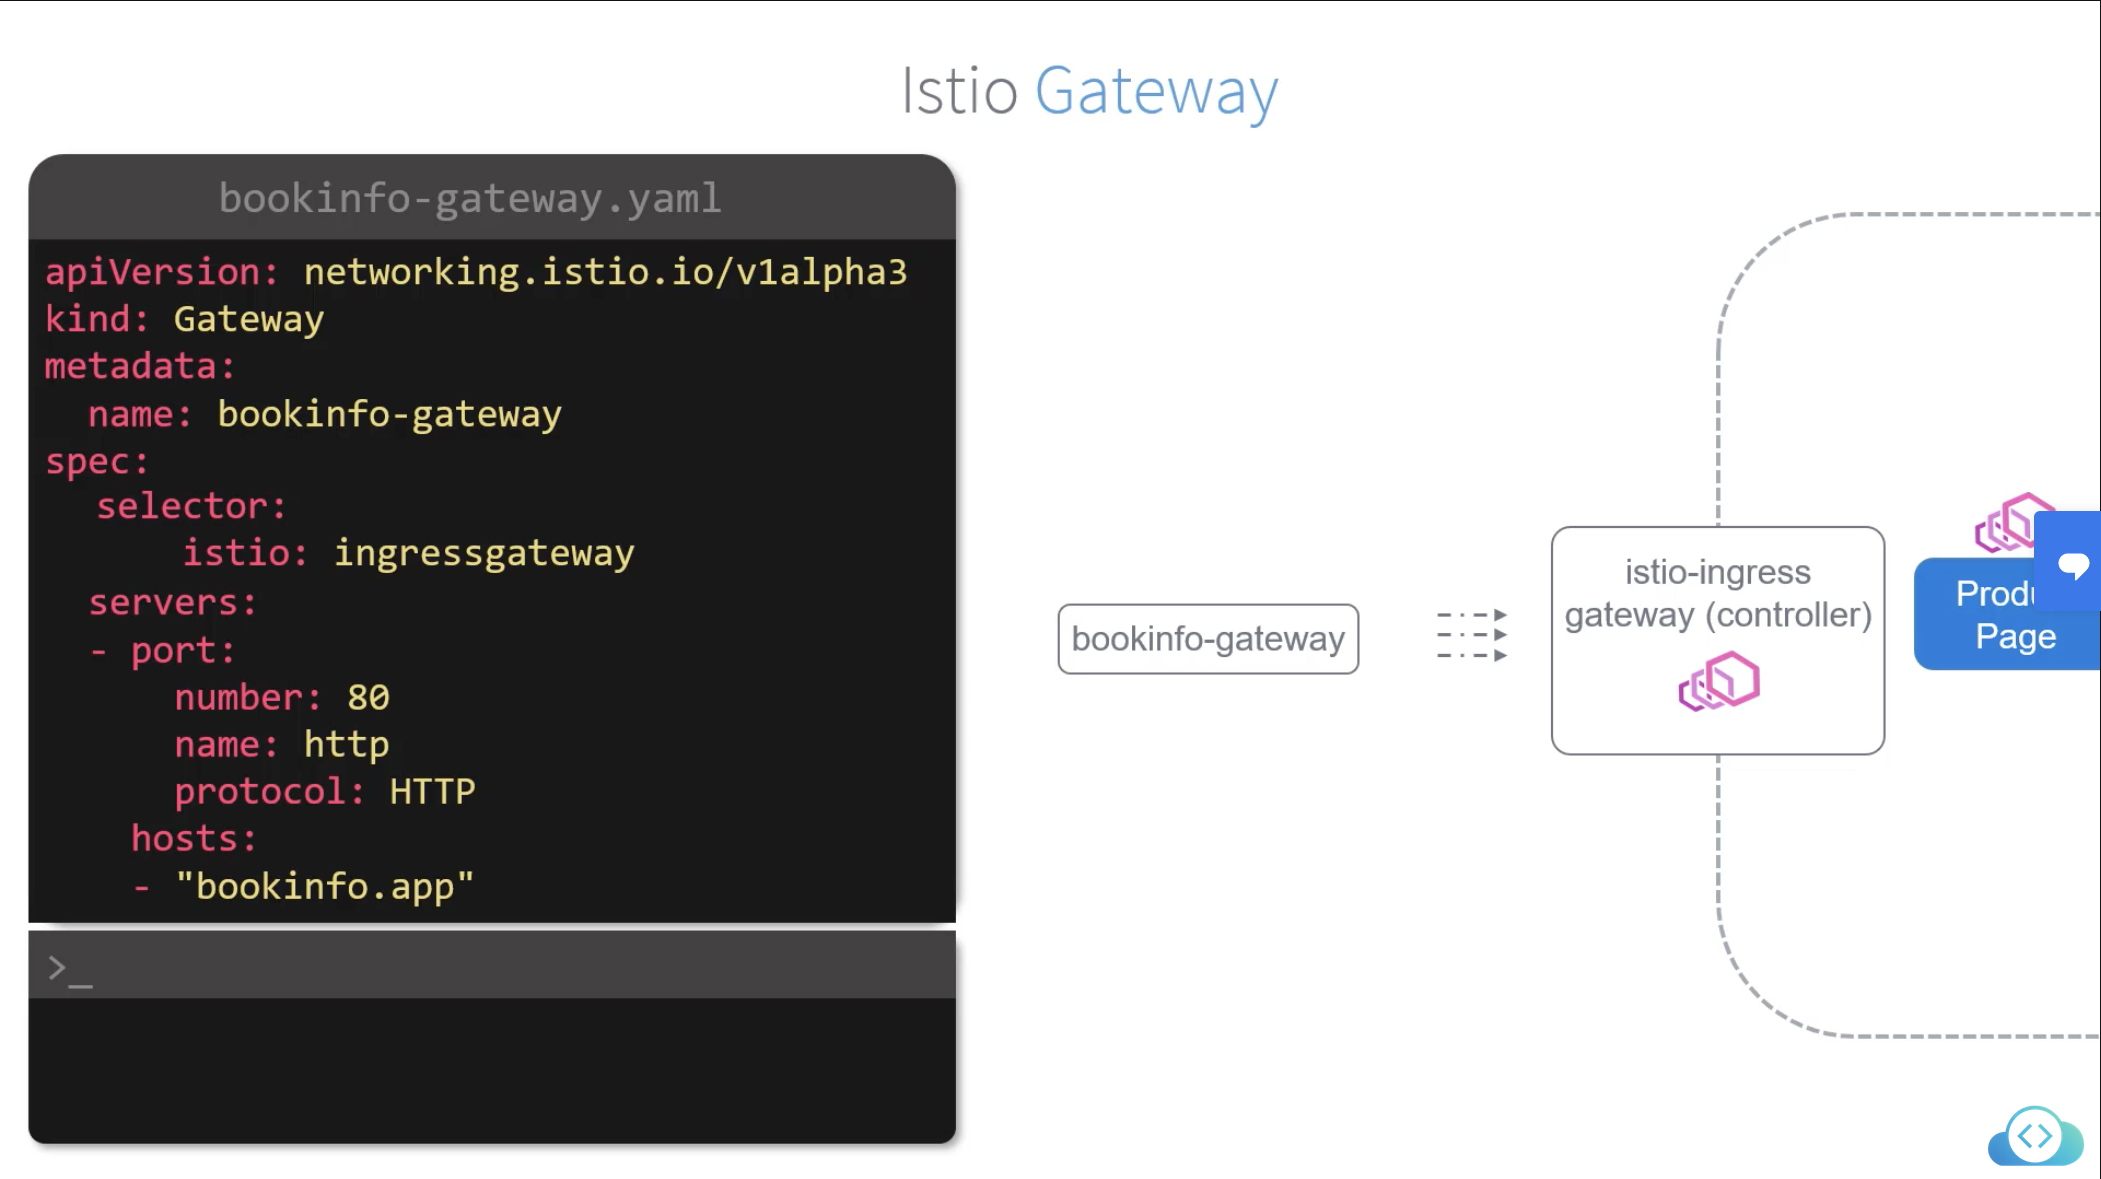 Istio Gateway
bookinfo-gateway.yaml
apiVersion: networking.istio.io/v1alpha3
kind: Gateway
metadata:
  name: bookinfo-gateway
spec:
  selector:
      istio: ingressgateway
  servers:
  - port:
      number: 80
      name: http
      protocol: HTTP
    hosts:
    - "bookinfo.app"
>_
bookinfo-gateway
istio-ingress
gateway (controller)
Page